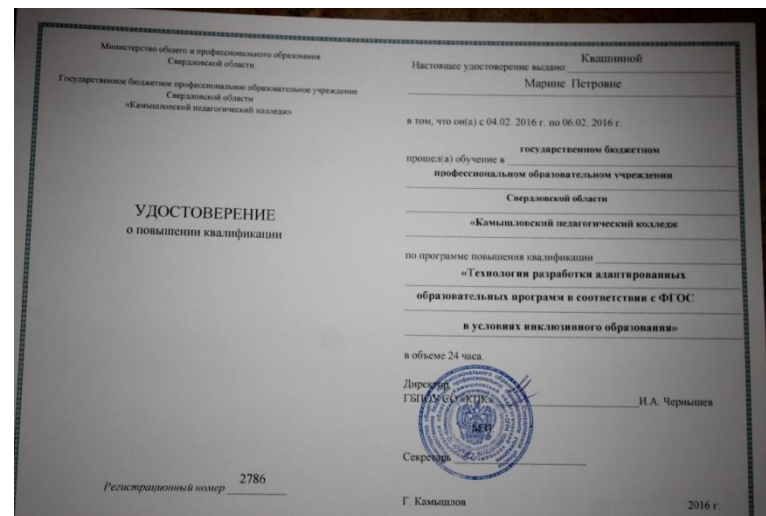 Министерство общего и профессионального образования
Свердловской области
Государственное бюджетное профессиональное образовательное учреждение
Свердловской области
«Камышловский педагогический колледж»
УДОСТОВЕРЕНИЕ
о повышении квалификации
Регистрационный номер 2786
Настоящее удостоверение выдано: Квашниной
Марине Петровне
в том, что он(а) с 04.02. 2016 г. по 06.02. 2016 г.
государственном бюджетном
прошел(а) обучение в
профессиональном образовательном учреждении
Свердловской области
«Камышловский педагогический колледж
по программе повышения квалификации
«Технологии разработки адаптированных
образовательных программ в соответствии с ФГОС
в условиях инклюзивного образования»
в объеме 24 часа.
Директор
ГБПОУ СО «КПК» И.А. Чернышев
МП
Секретарь
Г. Камышлов 2016 г.